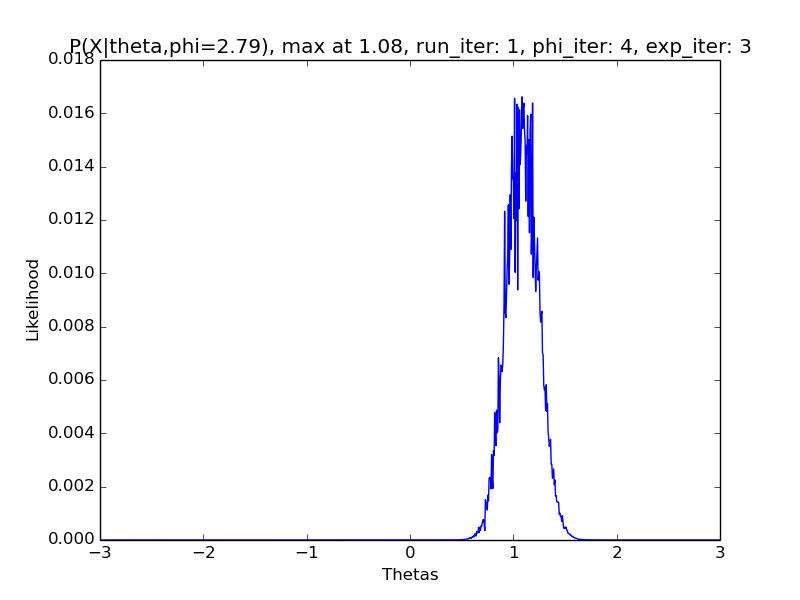 P(X|theta,phi=2.79), max at 1.08, run_iter: 1, phi_iter: 4, exp_iter: 3
0.018
0.016
0.014
0.012
0.010
0.008
0.006
0.004
0.002
0.000
Likelihood
−3 −2 −1 0 1 2 3
Thetas